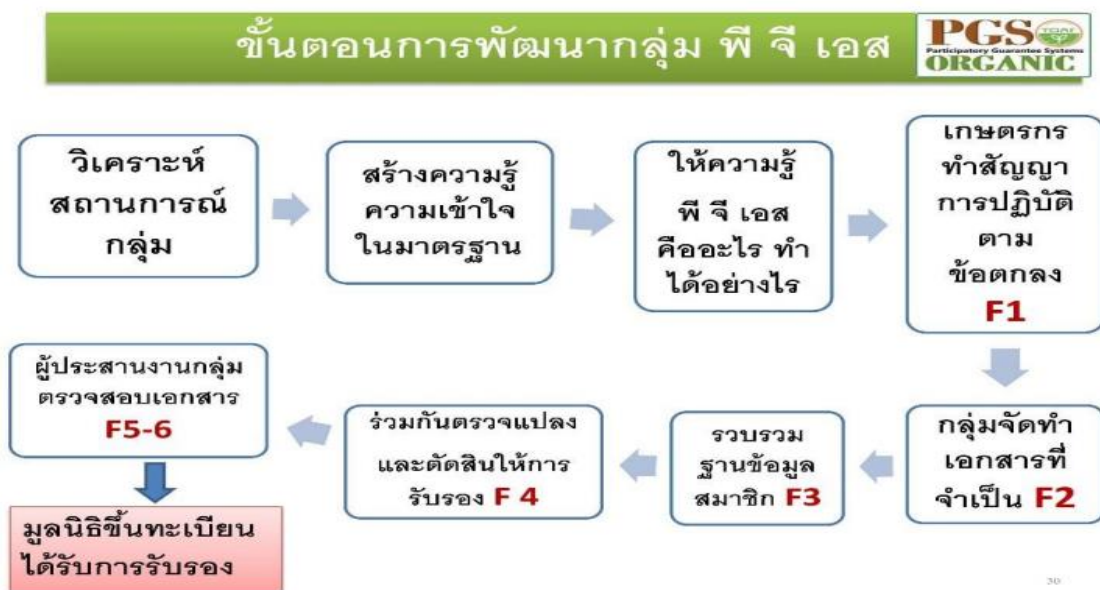 ขั้นตอนการพัฒนากลุ่ม พี จี เอส
PGS
TOAF
Participatory Guarantee Systems
ORGANIC
วิเคราะห์
สถานการณ์
กลุ่ม
สร้างความรู้
ความเข้าใจ
ในมาตรฐาน
ให้ความรู้
พี จี เอส
คืออะไร ทำ
ได้อย่างไร
เกษตรกร
ทำสัญญา
การปฏิบัติ
ตาม
ข้อตกลง
F1
กลุ่มจัดทำ
เอกสารที่
จำเป็น F2
รวบรวม
ฐานข้อมูล
สมาชิก F3
ร่วมกันตรวจแปลง
และตัดสินให้การ
รับรอง F 4
ผู้ประสานงานกลุ่ม
ตรวจสอบเอกสาร
F5-6
มูลนิธิขึ้นทะเบียน
ได้รับการรับรอง
30